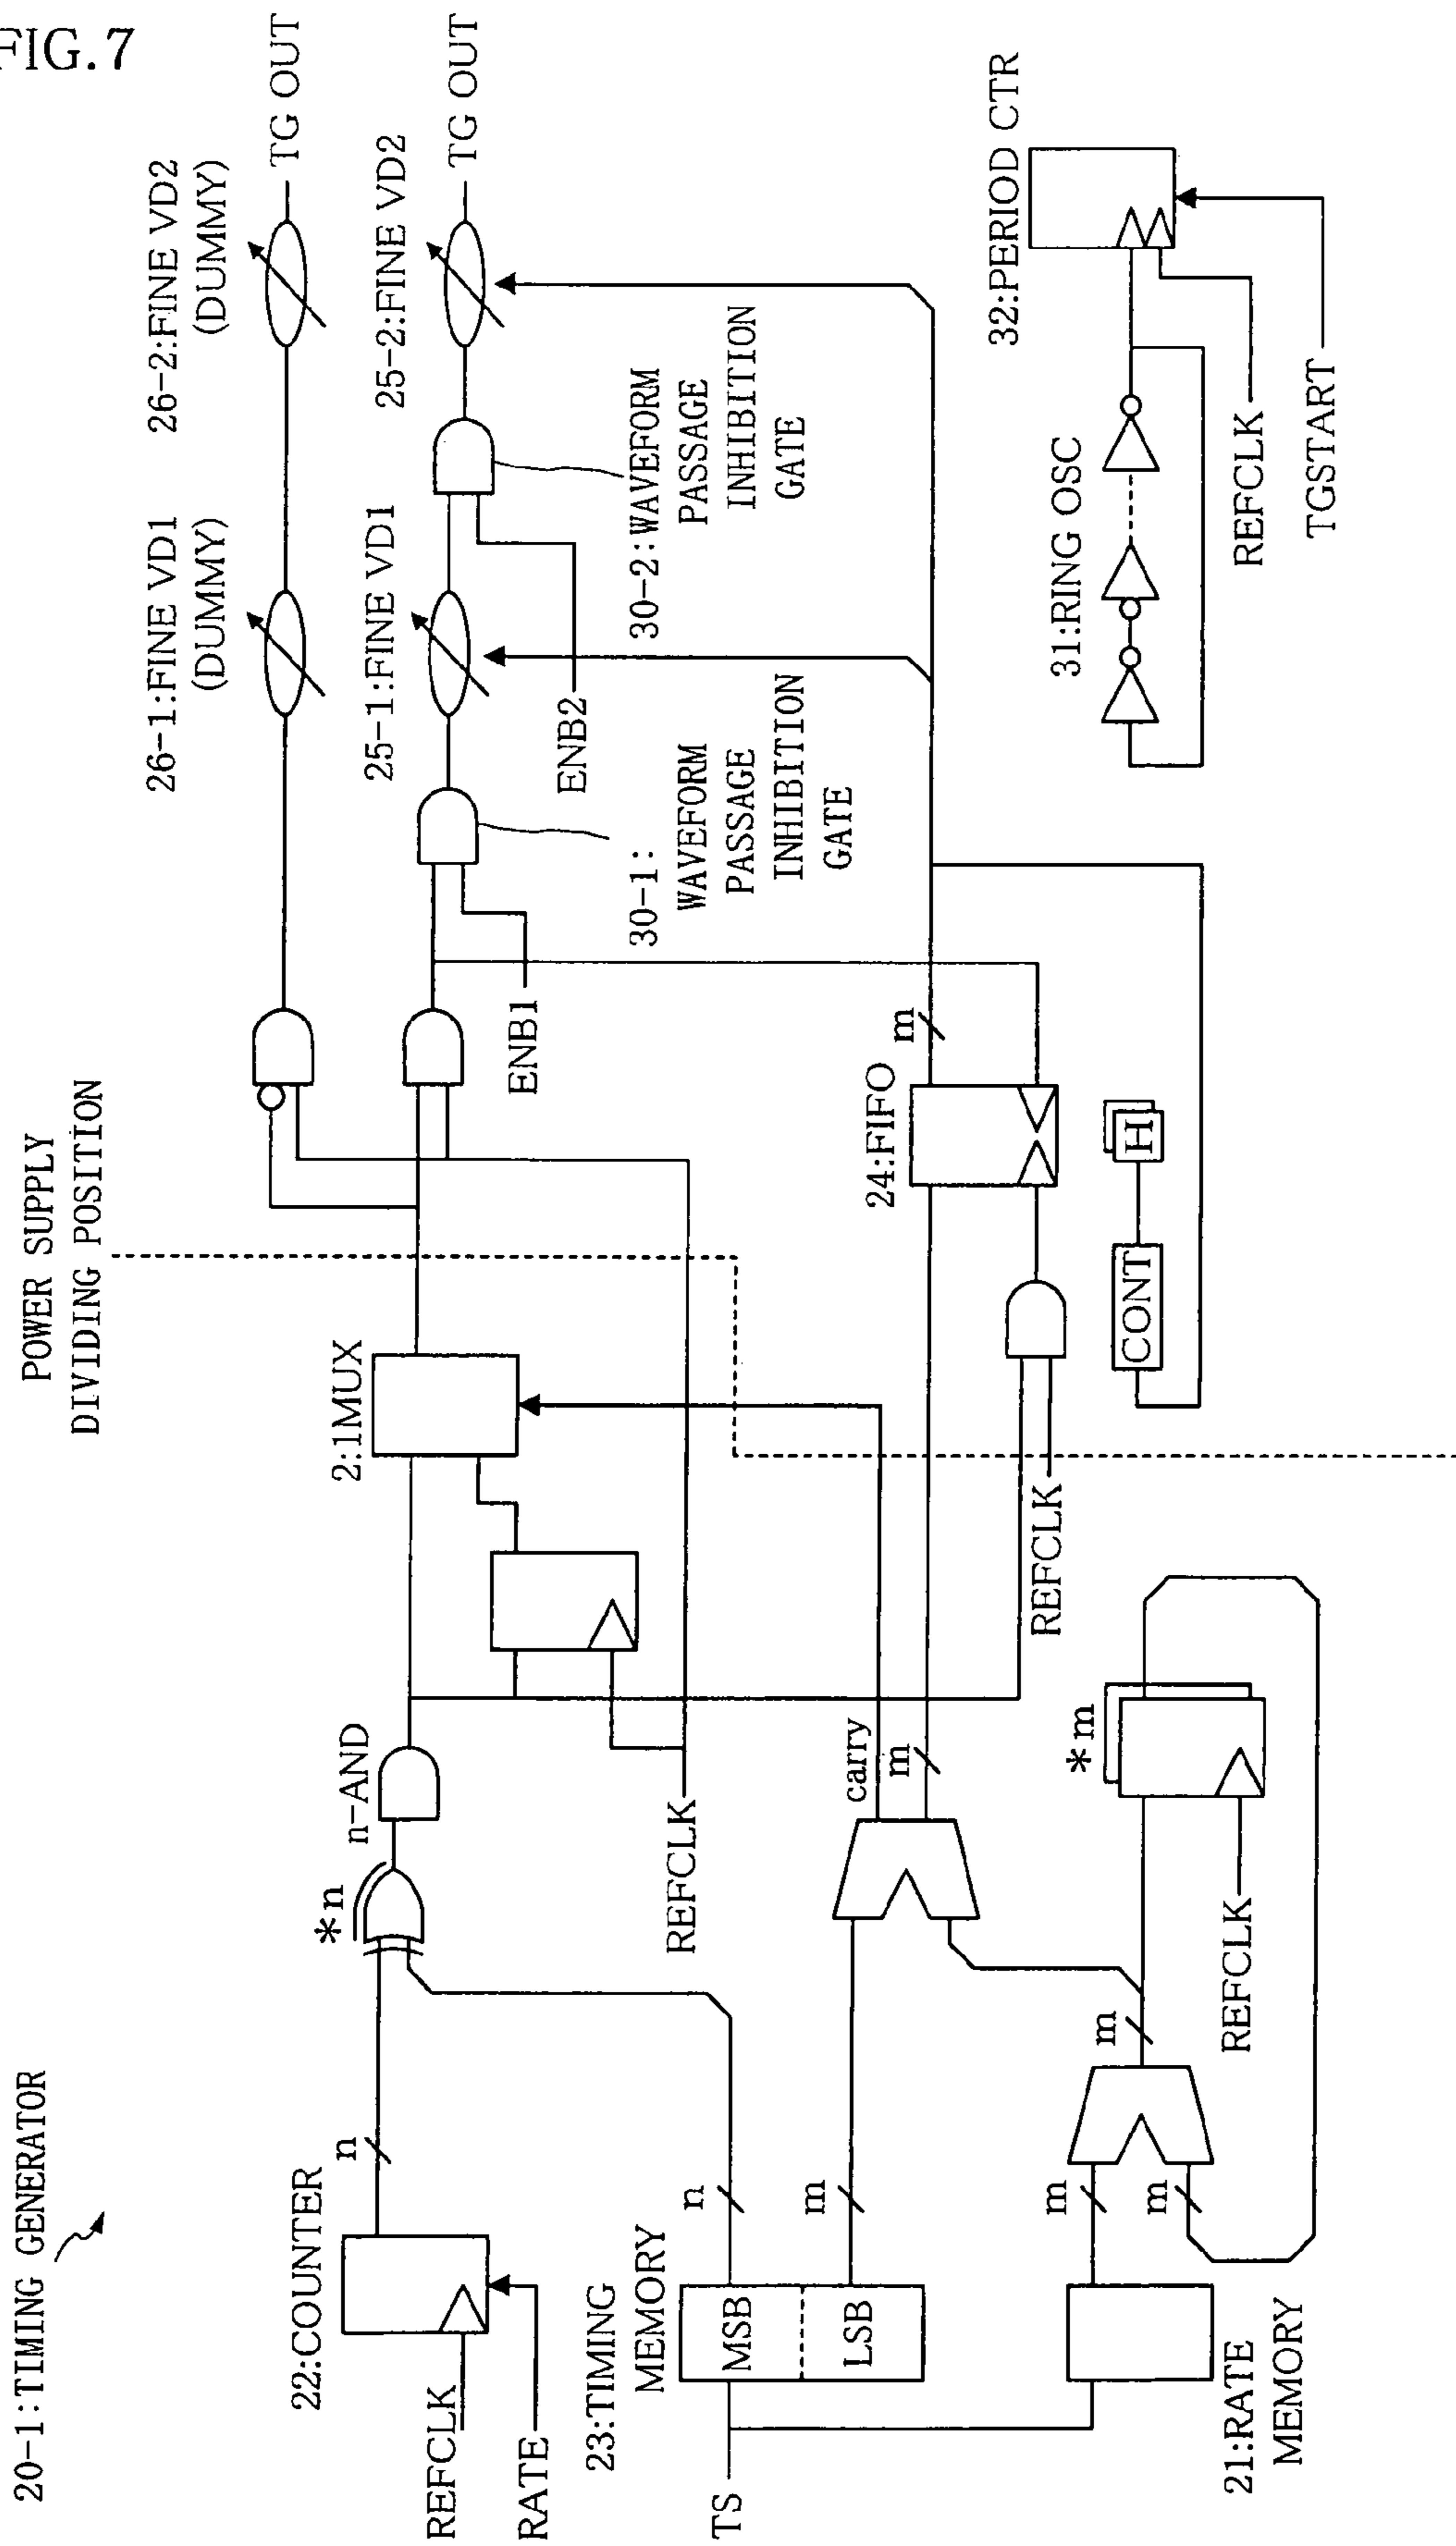 FIG.7
20-1:TIMING GENERATOR
POWER SUPPLY
DIVIDING POSITION
26-1:FINE VD1
(DUMMY)
26-2:FINE VD2
(DUMMY)
TG OUT
22:COUNTER
n
*n
n-AND
2:1MUX
25-1:FINE VD1
25-2:FINE VD2
TG OUT
REFCLK
RATE
ENB1
ENB2
30-1:
WAVEFORM
PASSAGE
INHIBITION
GATE
30-2:WAVEFORM
PASSAGE
INHIBITION
GATE
REFCLK
23:TIMING
MEMORY
TS
MSB
LSB
n
m
carry
m
24:FIFO
m
REFCLK
CONT
H
21:RATE
MEMORY
m
m
m
*m
REFCLK
31:RING OSC
32:PERIOD CTR
REFCLK
TGSTART